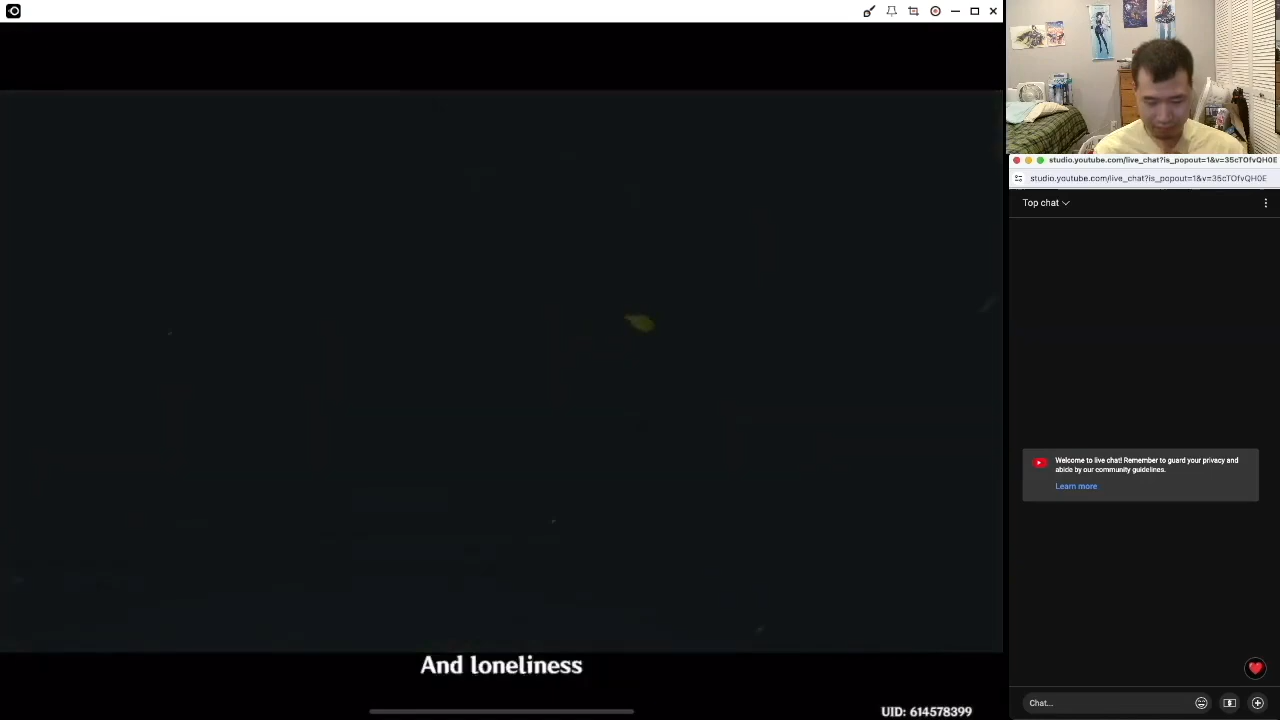 studio.youtube.com/live_chat?is_popout=1&v=35cTOfvQH0E
studio.youtube.com/live_chat?is_popout=1&v=35cTOfvQH0E
Top chat
Welcome to live chat! Remember to guard your privacy and
abide by our community guidelines.
Learn more
And loneliness
Chat...
UID: 614578399